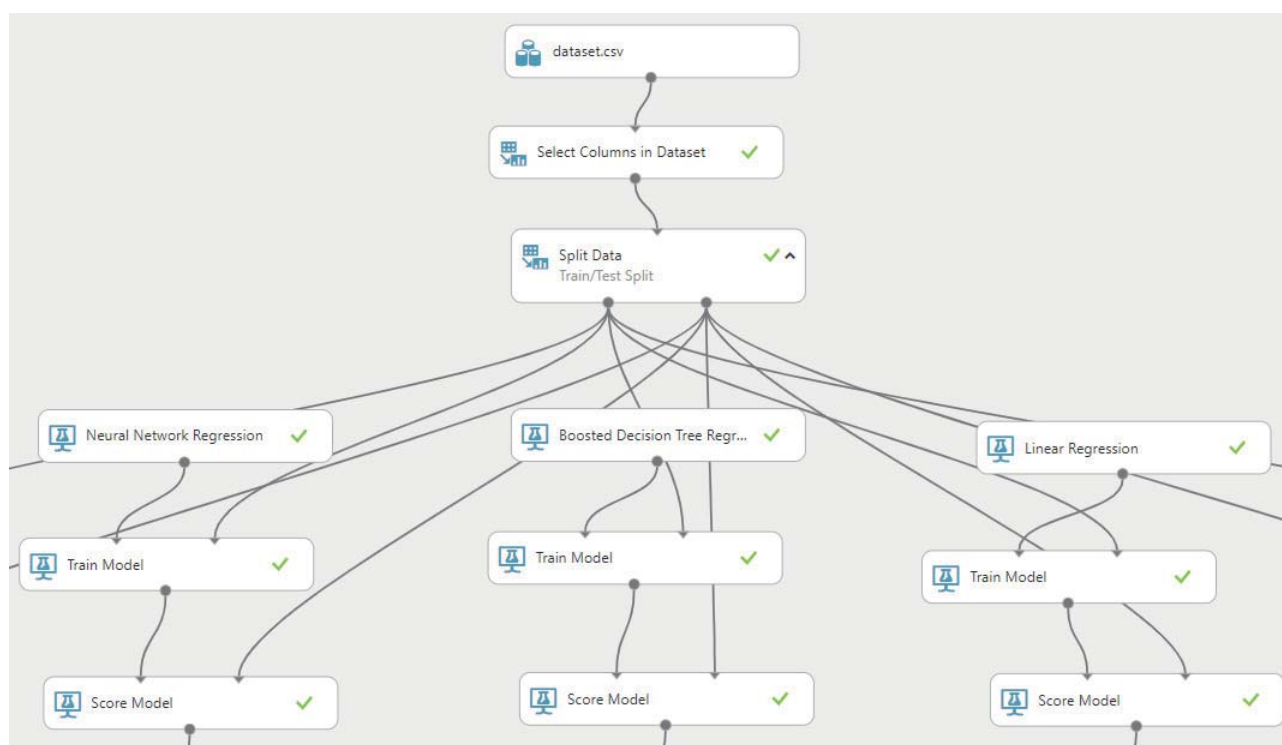 dataset.csv
Select Columns in Dataset
Split Data
Train/Test Split
Neural Network Regression
Boosted Decision Tree Regr...
Linear Regression
Train Model
Train Model
Train Model
Score Model
Score Model
Score Model